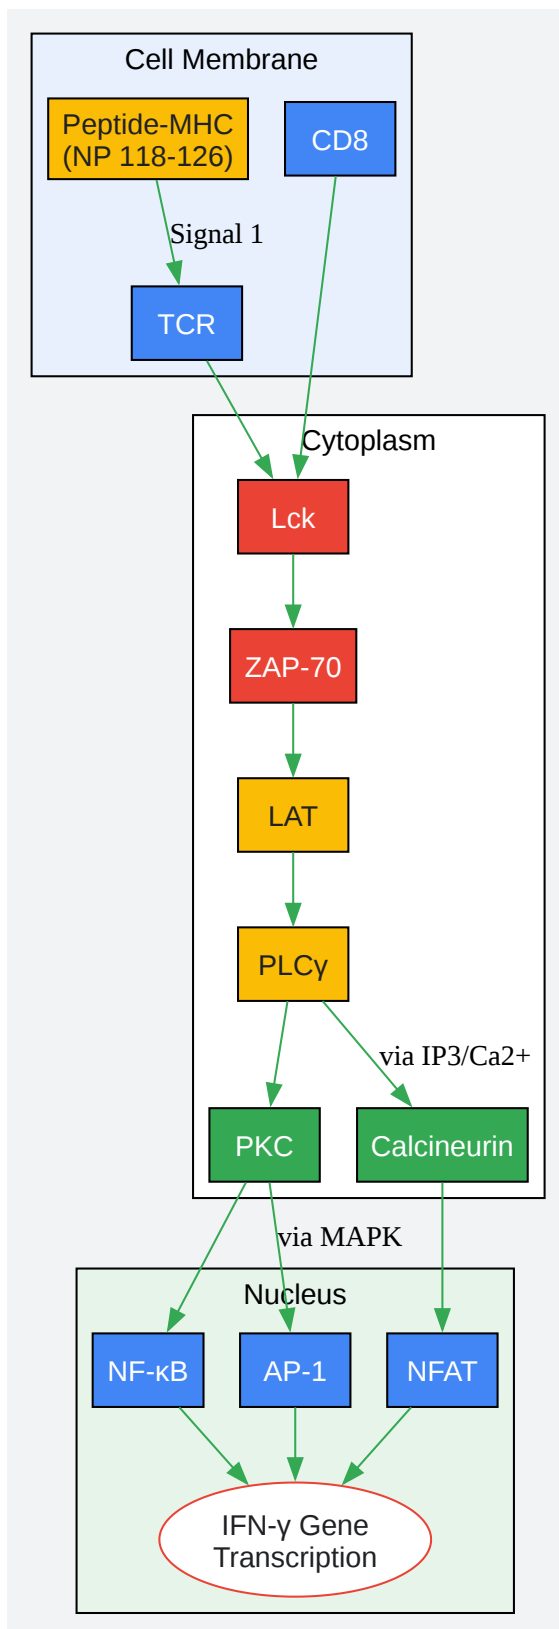 Cell Membrane
Peptide-MHC
(NP 118-126)
CD8
Signal 1
TCR
Cytoplasm
Lck
ZAP-70
LAT
PLCγ
via IP3/Ca2+
PKC
Calcineurin
via MAPK
Nucleus
NF-κB
AP-1
NFAT
IFN-γ Gene
Transcription